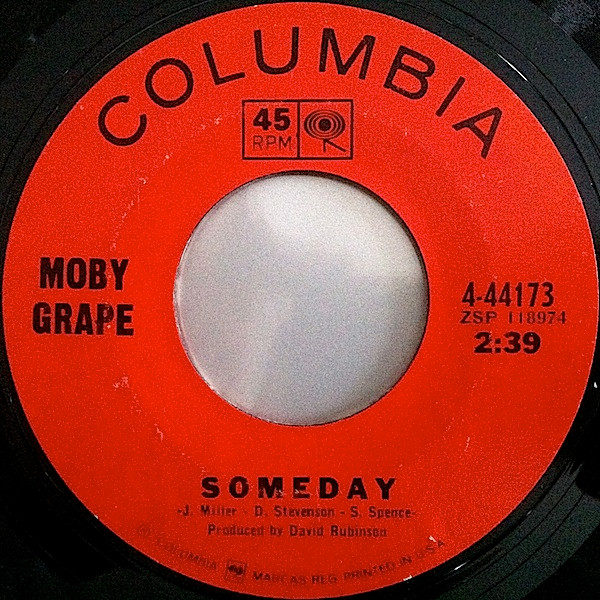 COLUMBIA
45
RPM
MOBY
GRAPE
4-44173
ZSP 118974
2:39
SOMEDAY
-J. Miller - D. Stevenson - S. Spence-
Produced by David Rubinson
COLUMBIA MARCAS REG. PRINTED IN U.S.A.